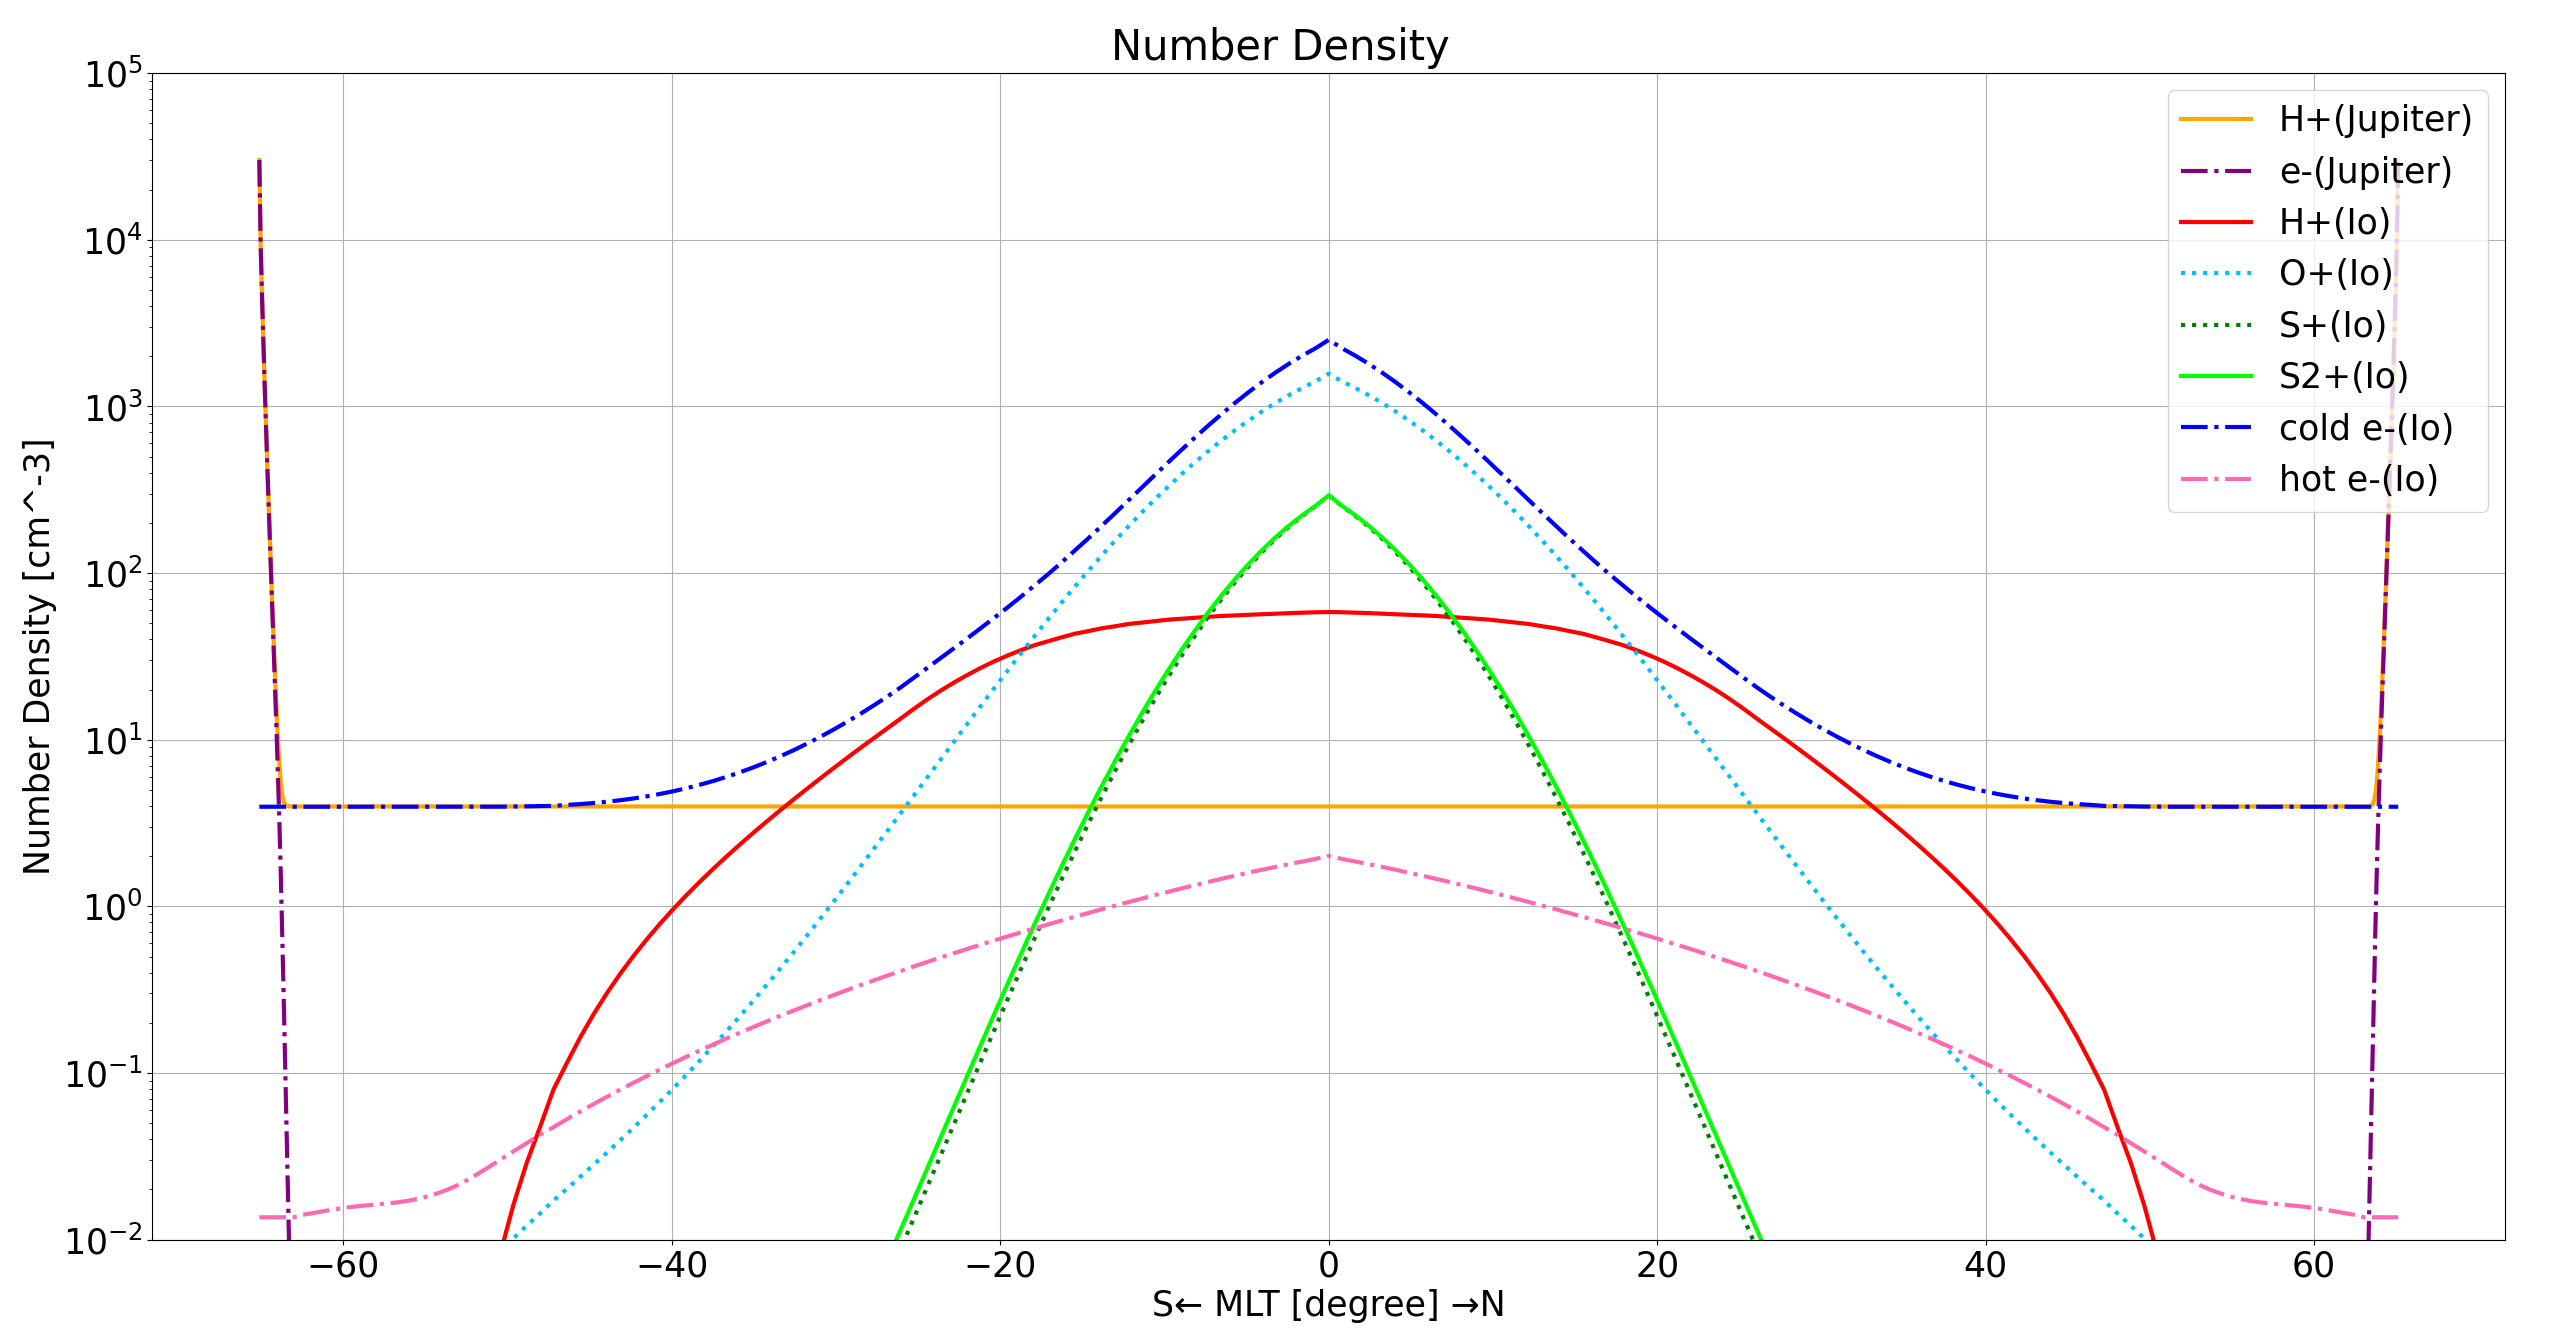 Number Density
Number Density [cm^-3]
10^5
10^4
10^3
10^2
10^1
10^0
10^−1
10^−2
H+(Jupiter)
e-(Jupiter)
H+(Io)
O+(Io)
S+(Io)
S2+(Io)
cold e-(Io)
hot e-(Io)
−60 −40 −20 0 20 40 60
S← MLT [degree] →N